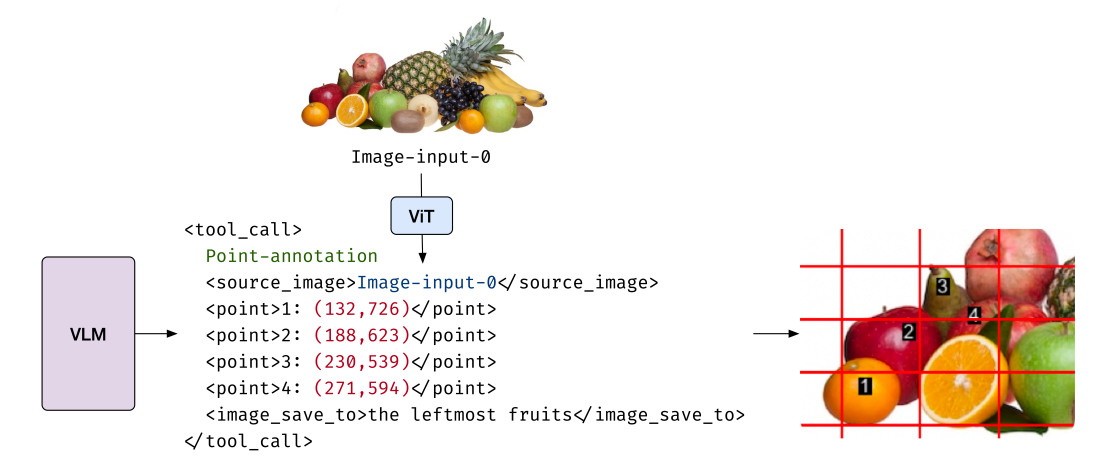 Image-input-0
ViT
<tool_call>
Point-annotation
<source_image>Image-input-0</source_image>
<point>1: (132,726)</point>
<point>2: (188,623)</point>
<point>3: (230,539)</point>
<point>4: (271,594)</point>
<image_save_to>the leftmost fruits</image_save_to>
</tool_call>
VLM
3
4
2
1